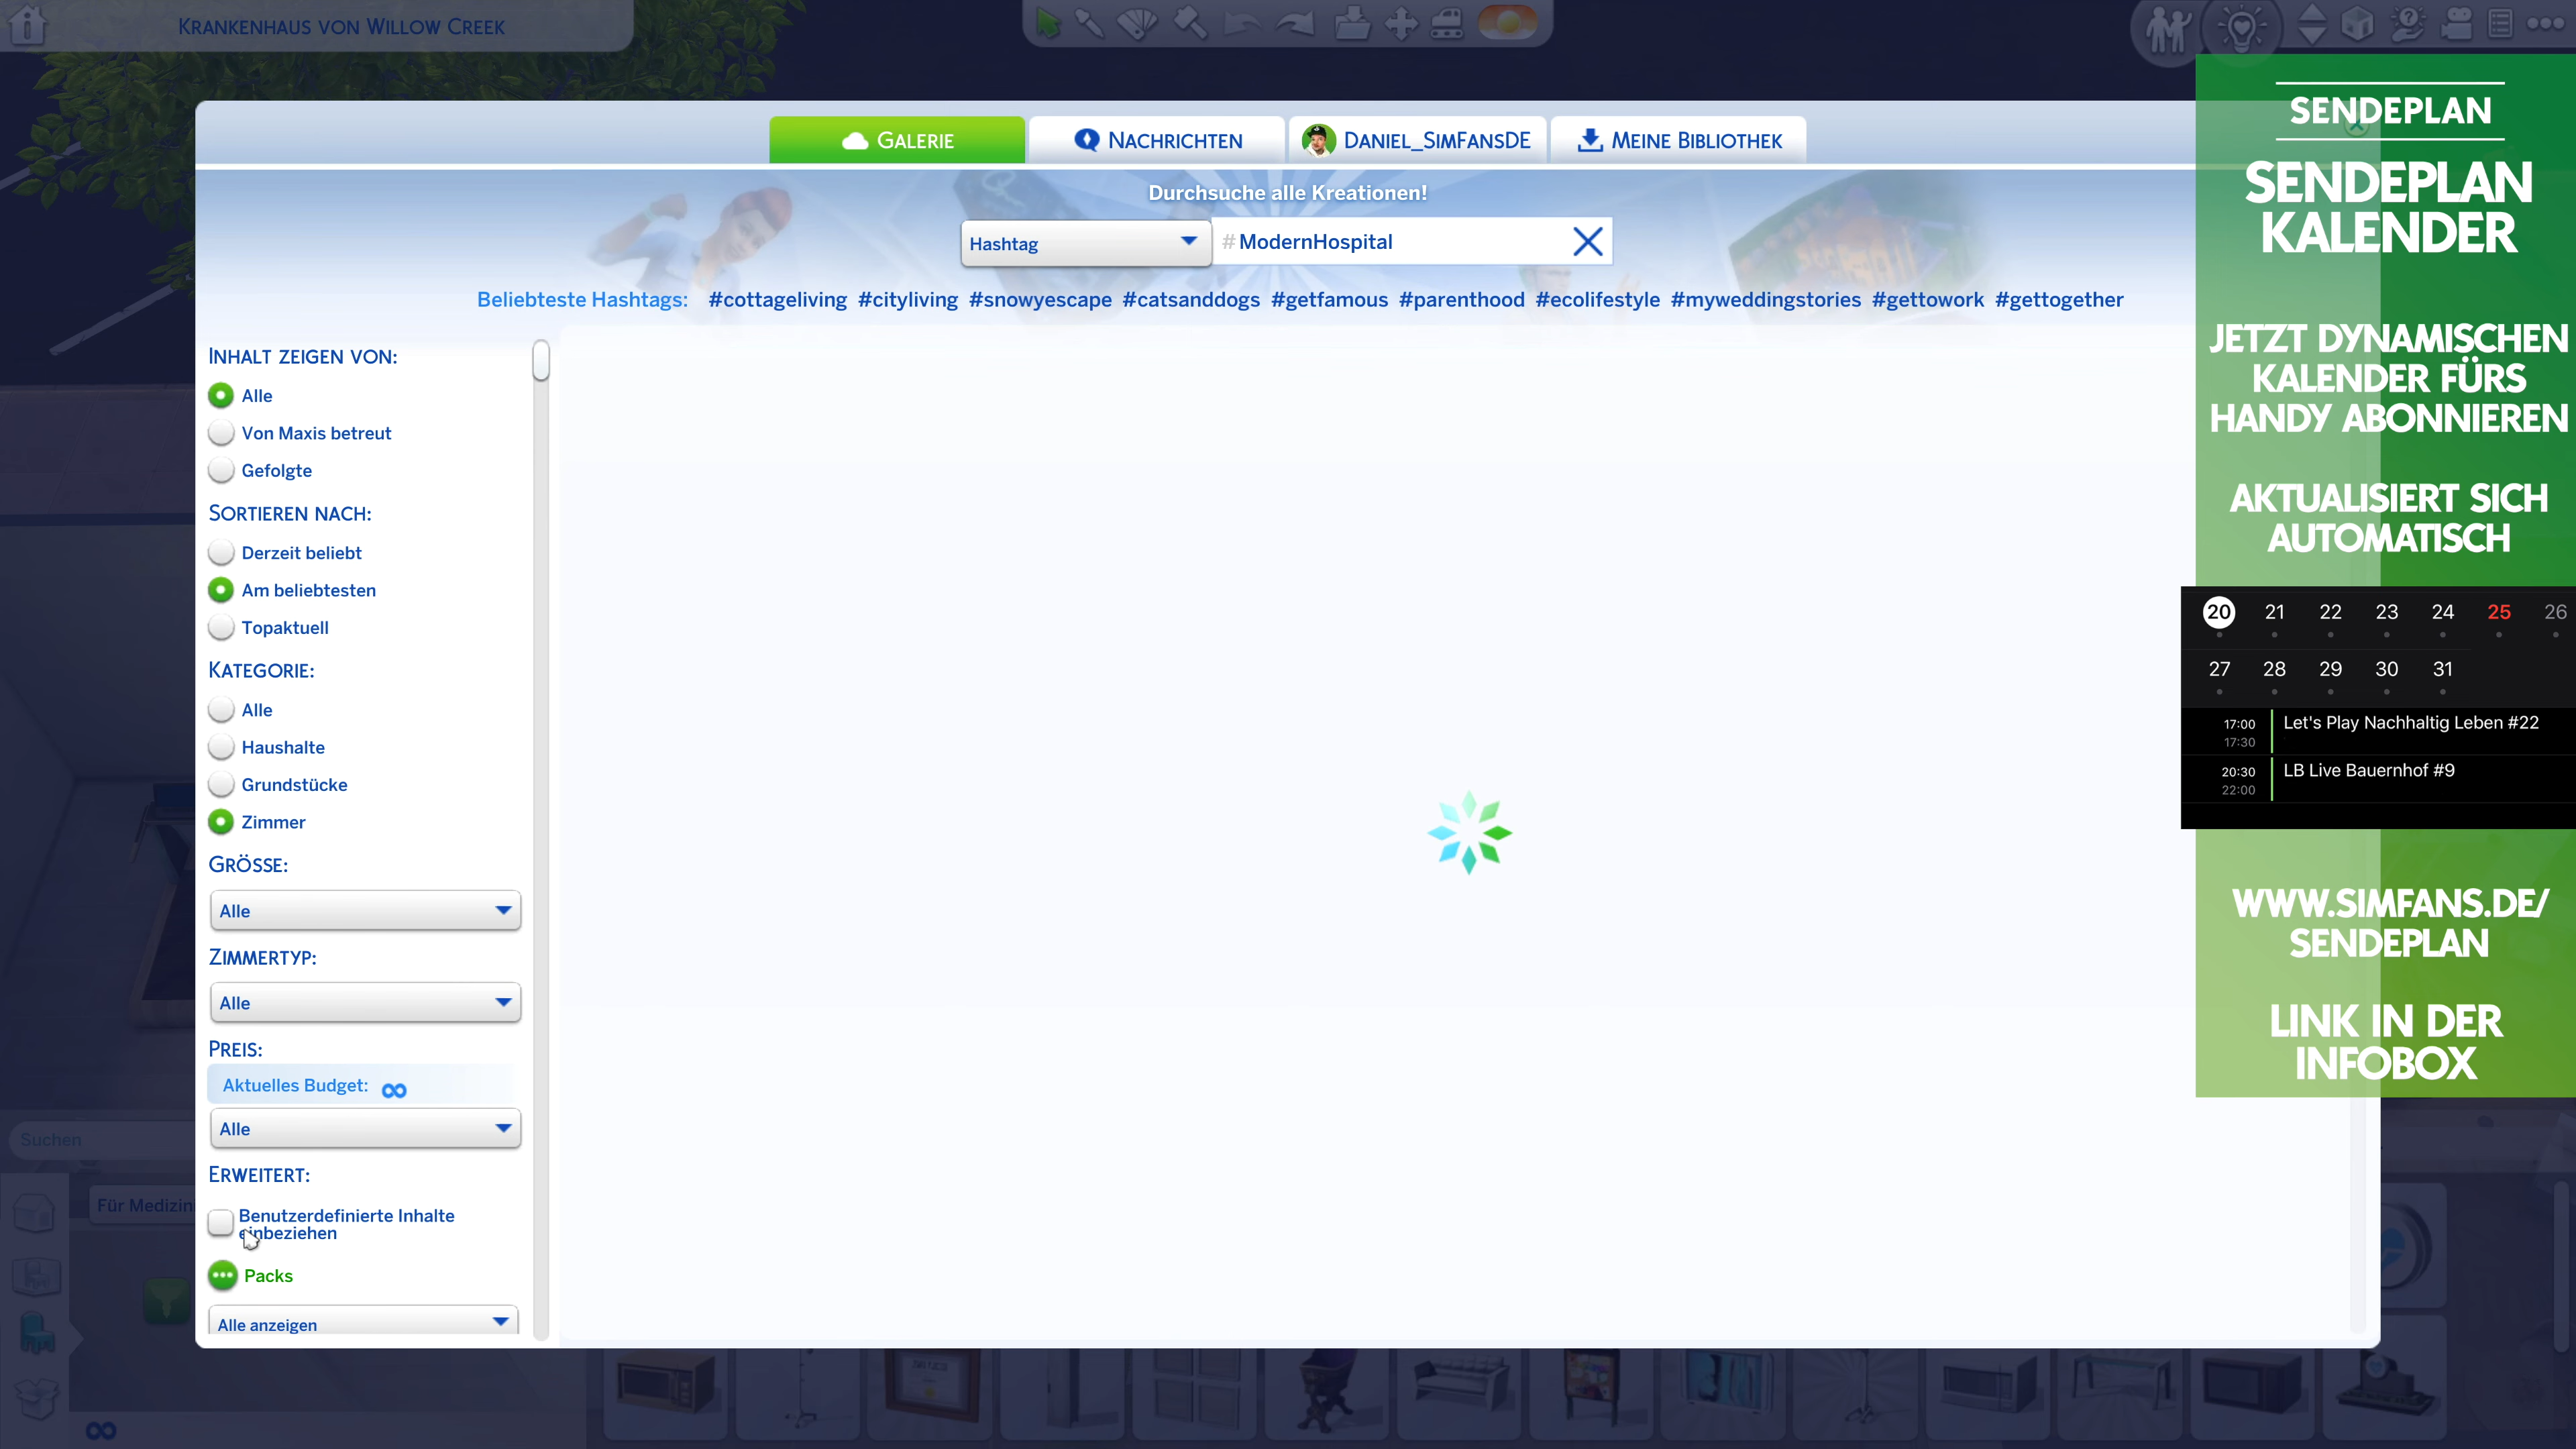 Krankenhaus von Willow Creek
Galerie
Nachrichten
Daniel_SimFansDE
Meine Bibliothek
Durchsuche alle Kreationen!
Hashtag
#ModernHospital
Beliebteste Hashtags: #cottageliving #cityliving #snowyescape #catsanddogs #getfamous #parenthood #ecolifestyle #myweddingstories #gettowork #gettogether
Inhalt zeigen von:
Alle
Von Maxis betreut
Gefolgte
Sortieren nach:
Derzeit beliebt
Am beliebtesten
Topaktuell
Kategorie:
Alle
Haushalte
Grundstücke
Zimmer
Grösse:
Alle
Zimmertyp:
Alle
Preis:
Aktuelles Budget: ∞
Alle
Erweitert:
Benutzerdefinierte Inhalte
einbeziehen
Packs
Alle anzeigen
Suchen
Für Medizin
∞
SENDEPLAN
SENDEPLAN
KALENDER
JETZT DYNAMISCHEN
KALENDER FÜRS
HANDY ABONNIEREN
AKTUALISIERT SICH
AUTOMATISCH
20 21 22 23 24 25 26
27 28 29 30 31
17:00 Let's Play Nachhaltig Leben #22
17:30
20:30 LB Live Bauernhof #9
22:00
WWW.SIMFANS.DE/
SENDEPLAN
LINK IN DER
INFOBOX